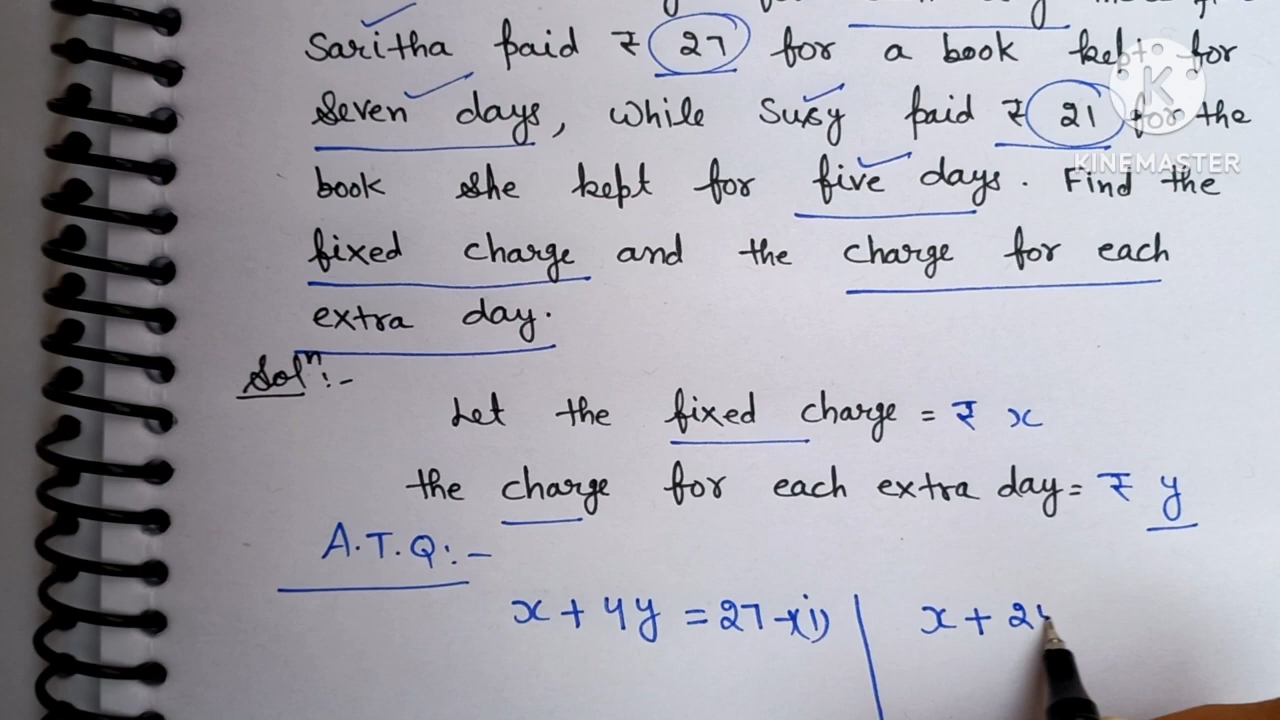 Saritha paid ₹ 27 for a book kept for
seven days, while Susy paid ₹ 21 for the
book she kept for five days. Find the
fixed charge and the charge for each
extra day.
Solⁿ:-
Let the fixed charge = ₹ x
the charge for each extra day = ₹ y
A.T.Q:-
x + 4y = 27 -(i) | x + 2
K
KINEMASTER